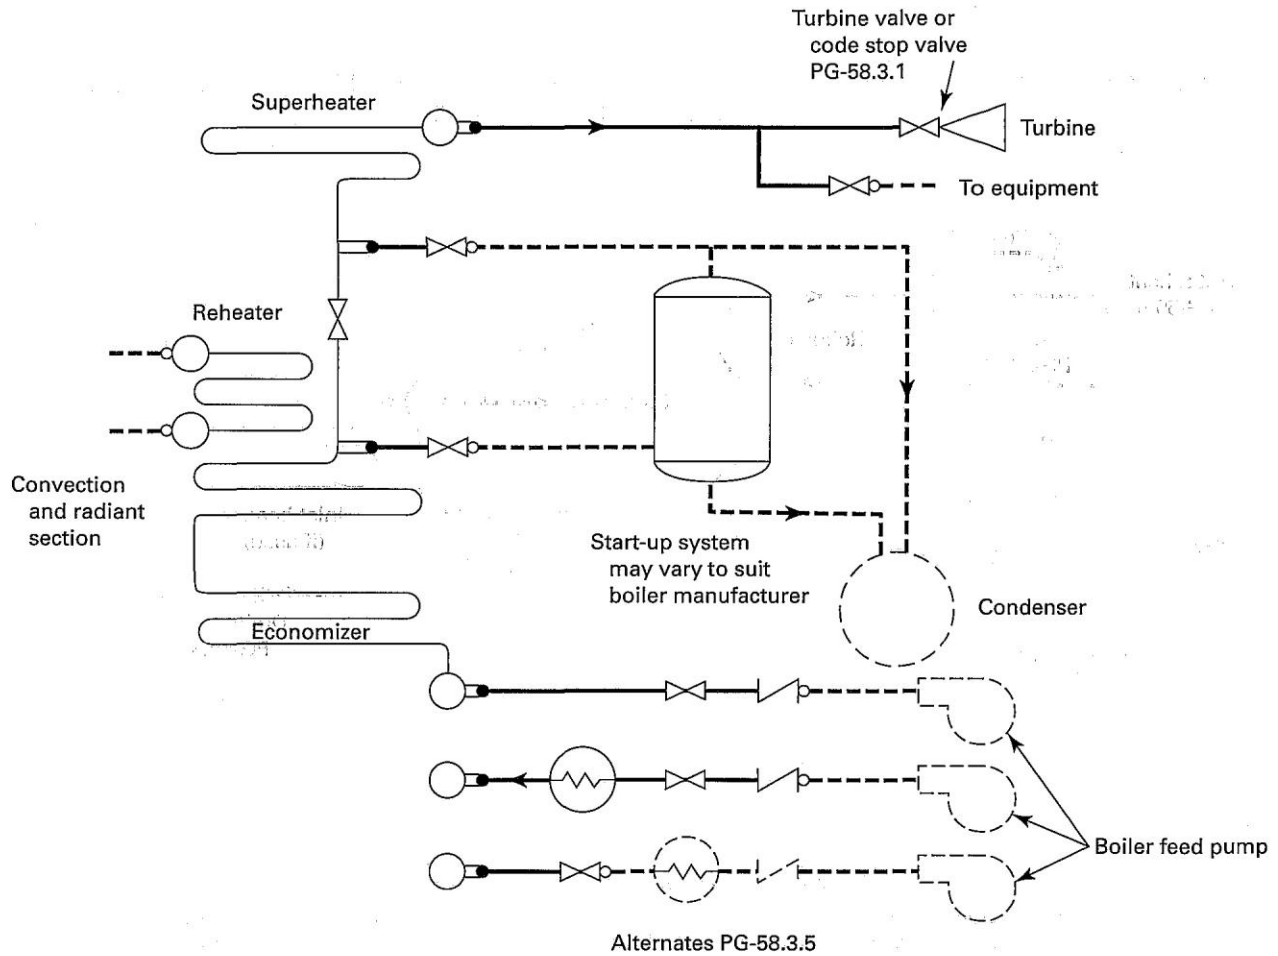 Turbine valve or
code stop valve
PG-58.3.1
Superheater
Turbine
To equipment
Reheater
Convection
and radiant
section
Start-up system
may vary to suit
boiler manufacturer
Condenser
Economizer
Boiler feed pump
Alternates PG-58.3.5